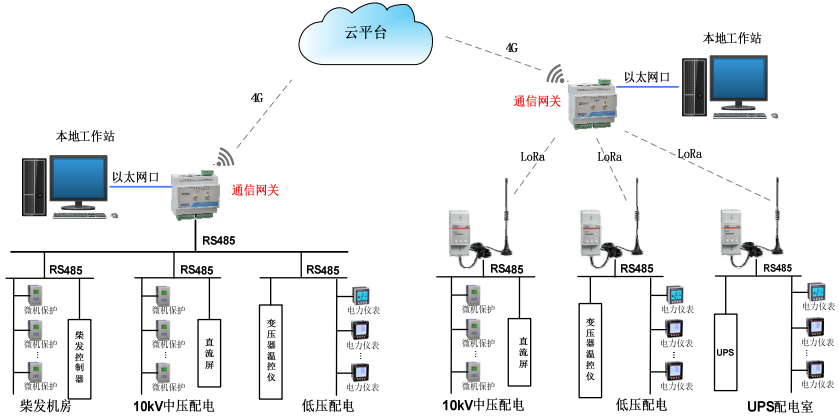 云平台
4G
4G
本地工作站
以太网口
通信网关
本地工作站
以太网口
通信网关
LoRa
LoRa
LoRa
RS485
RS485
RS485
RS485
RS485
RS485
RS485
微机保护
微机保护
微机保护
柴发控制器
柴发机房
微机保护
微机保护
微机保护
直流屏
10kV中压配电
变压器温控仪
电力仪表
电力仪表
电力仪表
低压配电
微机保护
微机保护
微机保护
直流屏
10kV中压配电
变压器温控仪
电力仪表
电力仪表
电力仪表
低压配电
UPS
电力仪表
电力仪表
电力仪表
UPS配电室